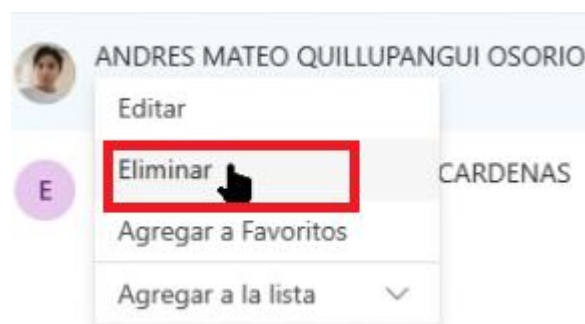 ANDRES MATEO QUILLUPANGUI OSORIO
Editar
Eliminar
E
CARDENAS
Agregar a Favoritos
Agregar a la lista